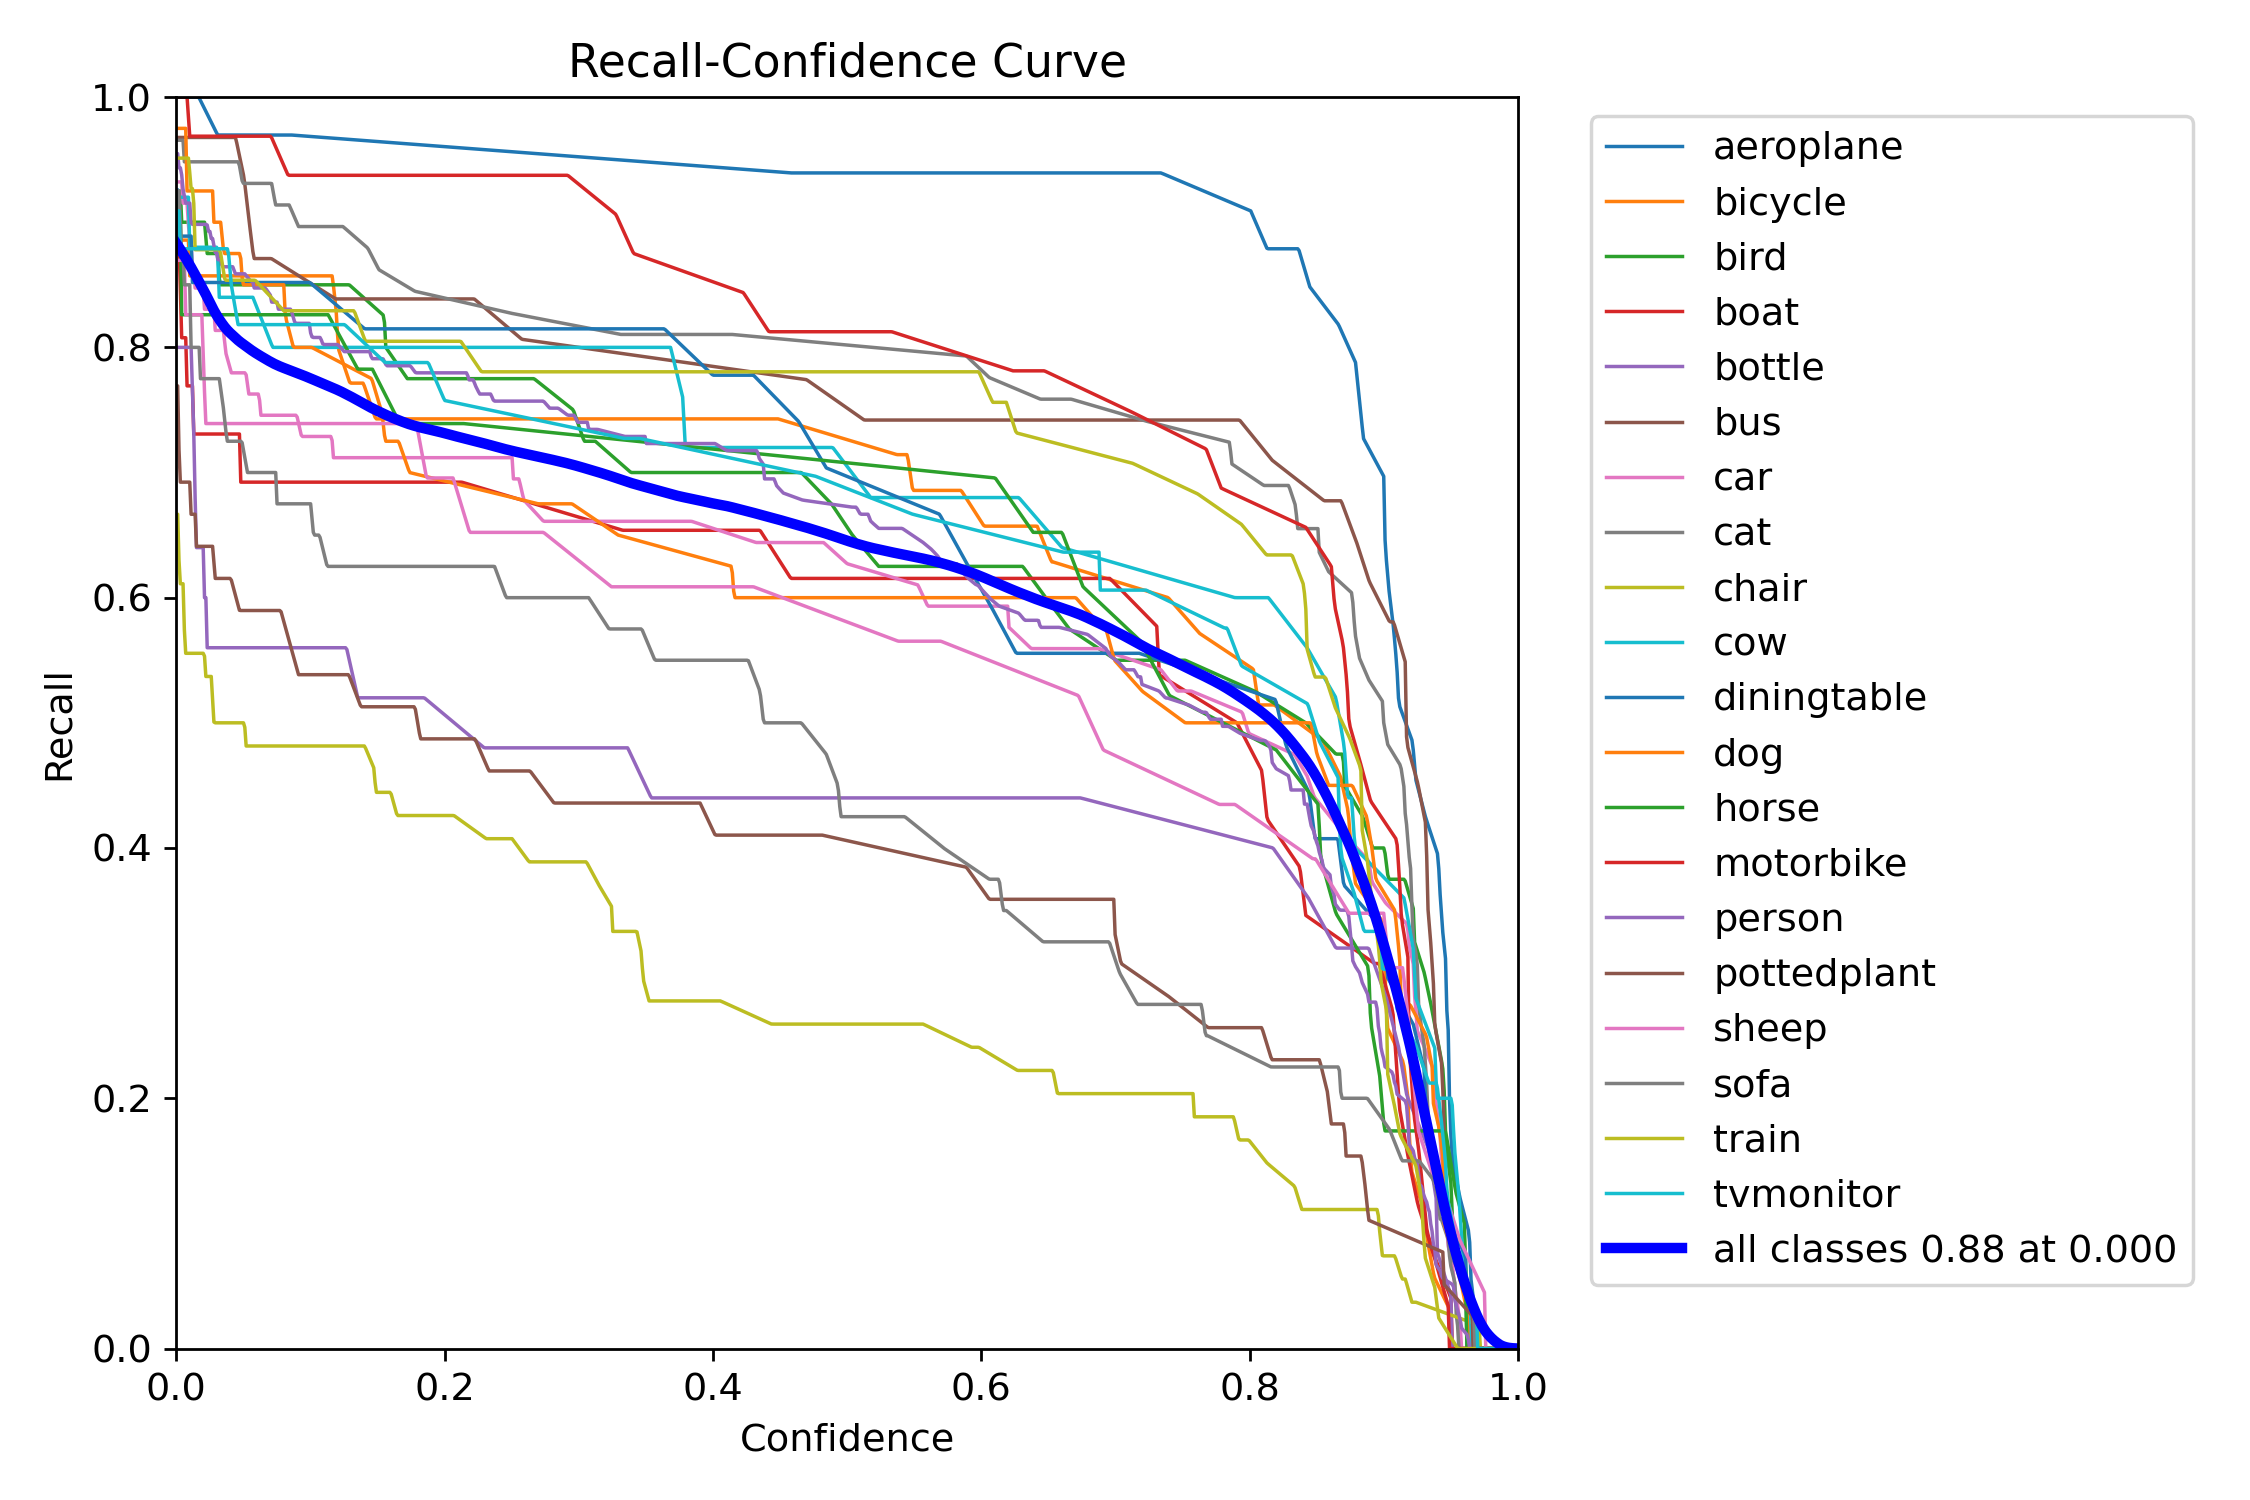 Recall-Confidence Curve
1.0
0.8
0.6
0.4
0.2
0.0
Recall
0.0 0.2 0.4 0.6 0.8 1.0
Confidence
aeroplane
bicycle
bird
boat
bottle
bus
car
cat
chair
cow
diningtable
dog
horse
motorbike
person
pottedplant
sheep
sofa
train
tvmonitor
all classes 0.88 at 0.000